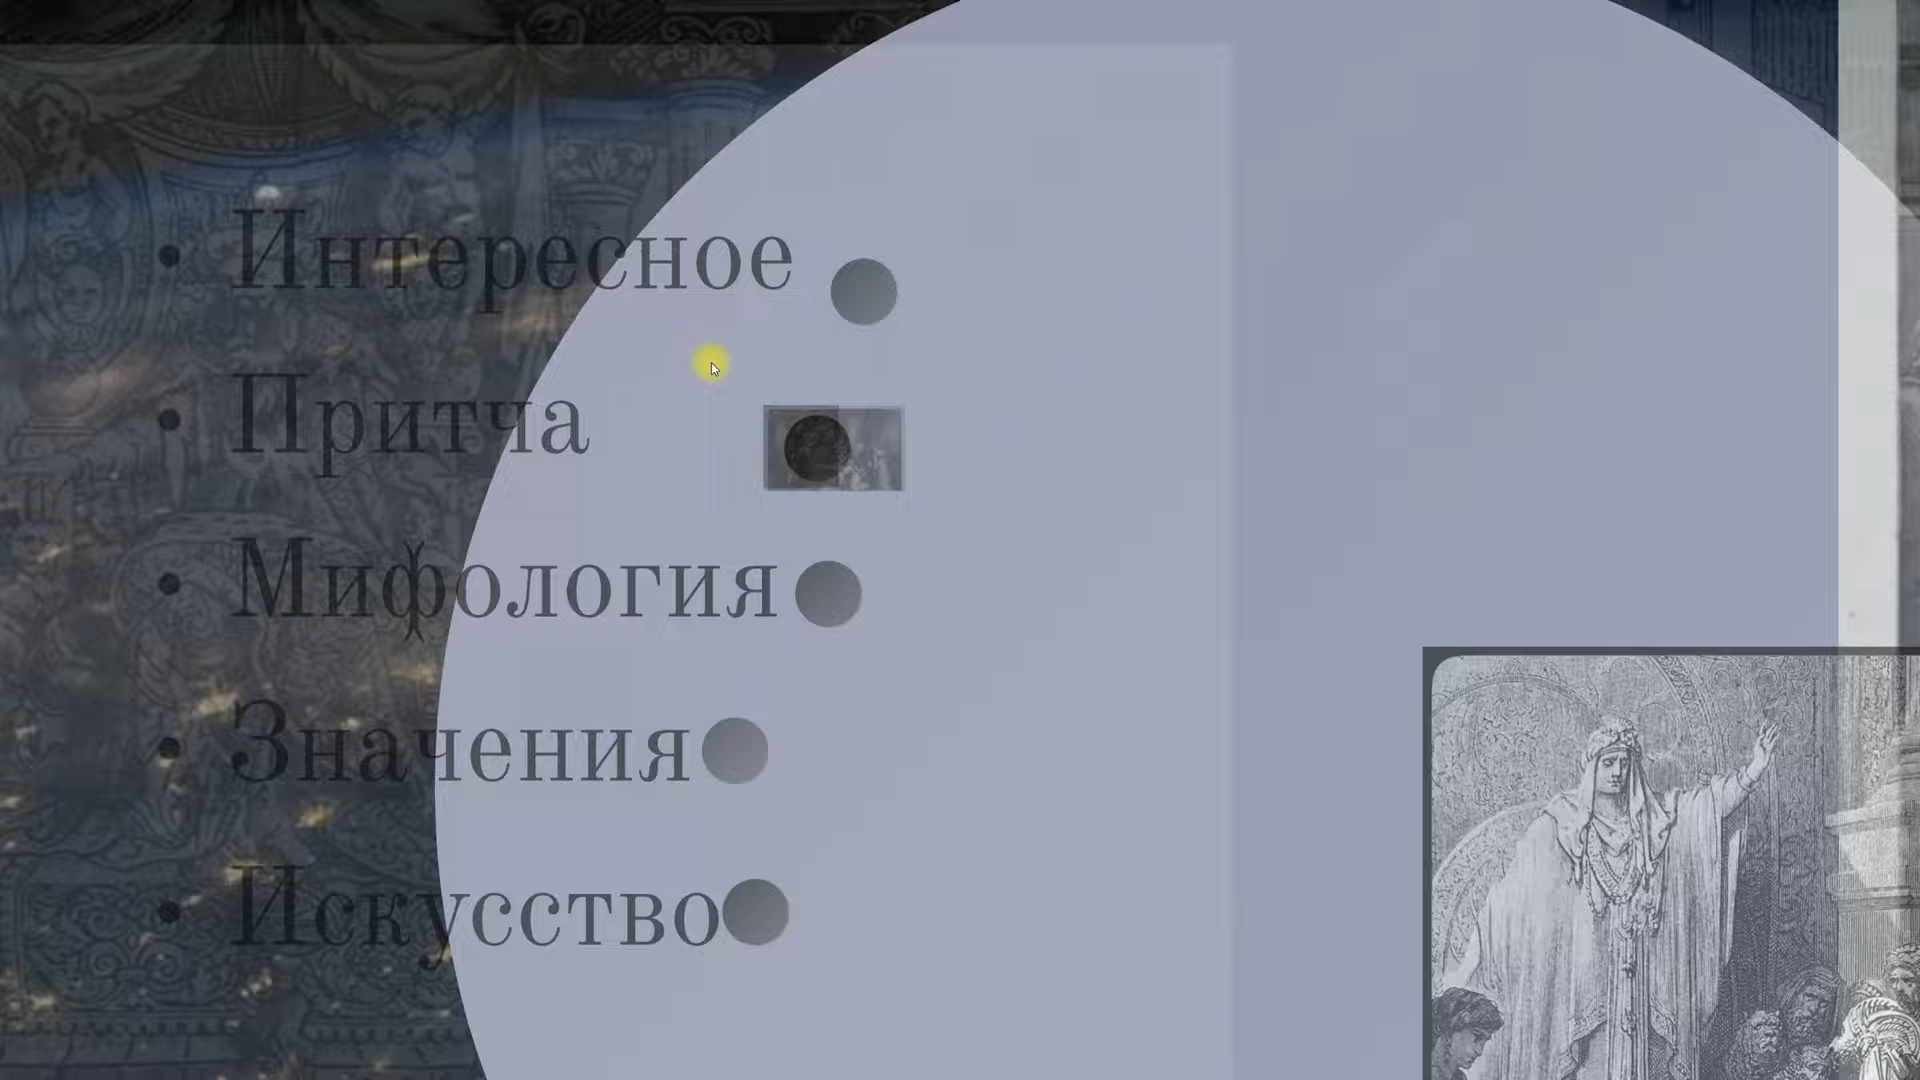 • Интересное
• Притча
• Мифология
• Значения
• Искусство